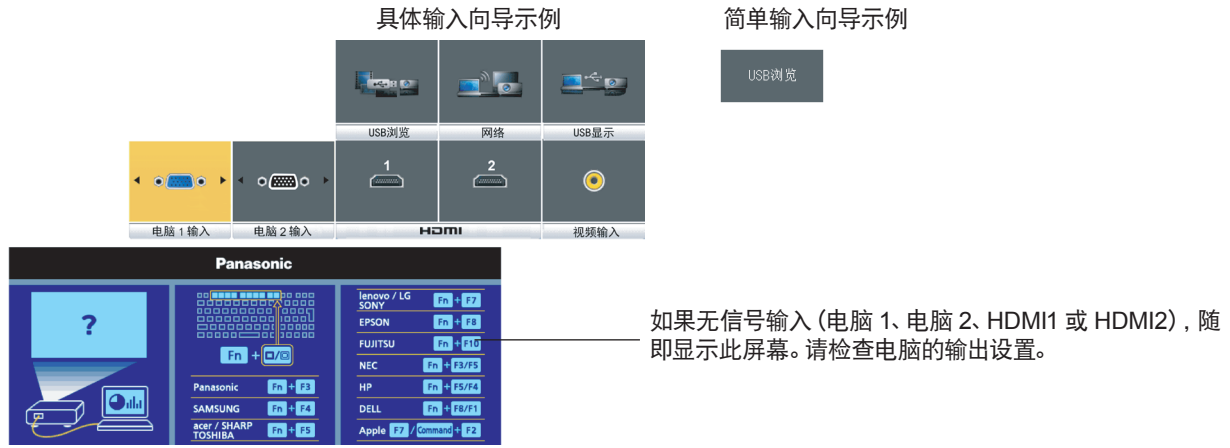 具体输入向导示例
简单输入向导示例
USB浏览
USB浏览
网络
USB显示
1
2
电脑 1 输入
电脑 2 输入
HDMI
视频输入
Panasonic
?
Fn +
Panasonic Fn + F3
SAMSUNG Fn + F4
acer / SHARP
TOSHIBA Fn + F5
lenovo / LG
SONY Fn + F7
EPSON Fn + F8
FUJITSU Fn + F10
NEC Fn + F3/F5
HP Fn + F5/F4
DELL Fn + F8/F1
Apple F7 / Command + F2
如果无信号输入(电脑 1、电脑 2、HDMI1 或 HDMI2),随
即显示此屏幕。请检查电脑的输出设置。